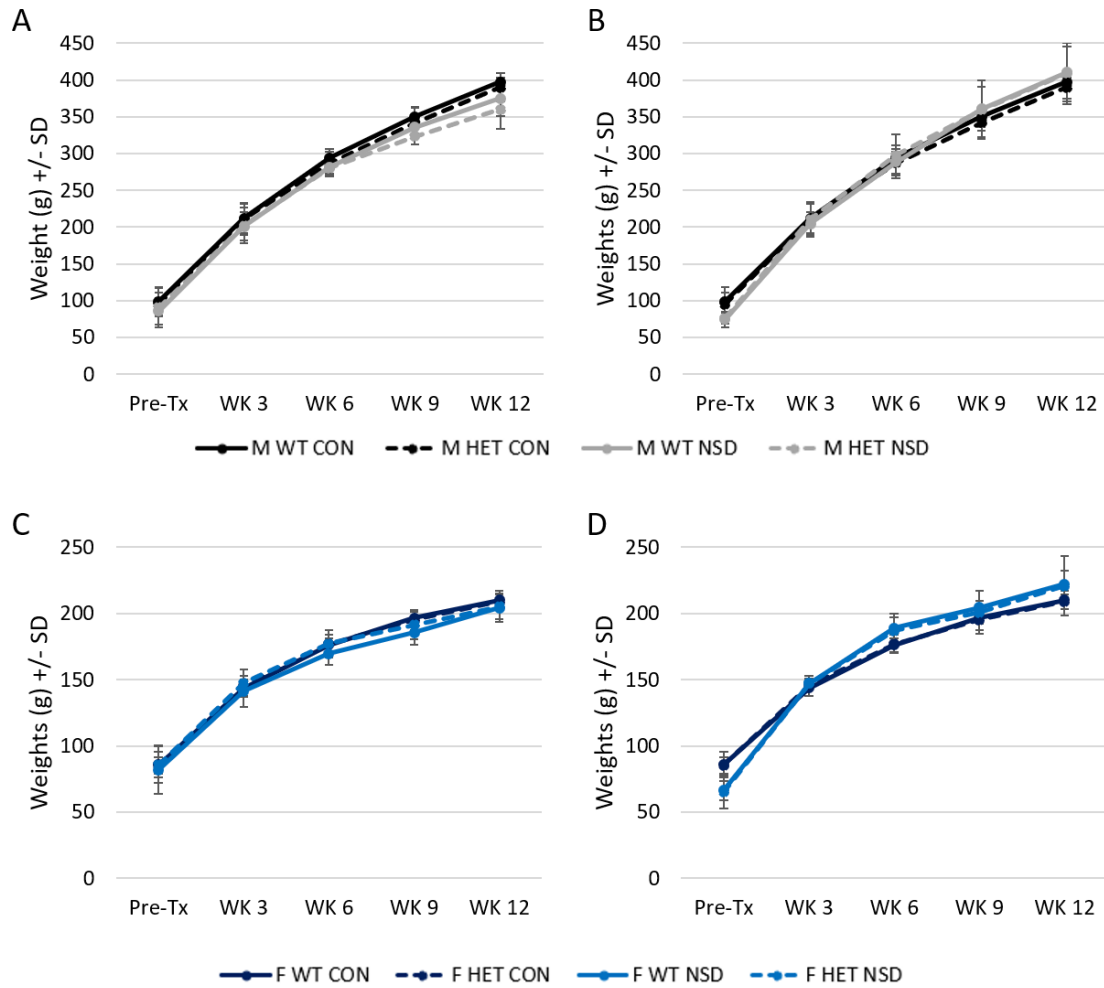 A
B
Weight (g) +/- SD
450
400
350
300
250
200
150
100
50
0
Pre-Tx WK 3 WK 6 WK 9 WK 12
Weights (g) +/- SD
450
400
350
300
250
200
150
100
50
0
Pre-Tx WK 3 WK 6 WK 9 WK 12
M WT CON M HET CON M WT NSD M HET NSD
C
D
Weights (g) +/- SD
250
200
150
100
50
0
Pre-Tx WK 3 WK 6 WK 9 WK 12
Weights (g) +/- SD
250
200
150
100
50
0
Pre-Tx WK 3 WK 6 WK 9 WK 12
F WT CON F HET CON F WT NSD F HET NSD